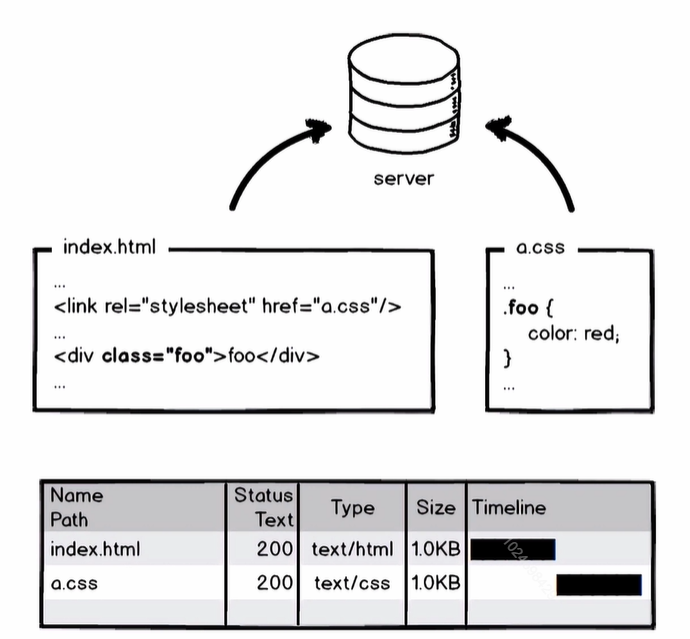 server
index.html
...
<link rel="stylesheet" href="a.css"/>
...
<div class="foo">foo</div>
...
a.css
...
.foo {
color: red;
}
...
Name Path Status Text Type Size Timeline
index.html 200 text/html 1.0KB
a.css 200 text/css 1.0KB